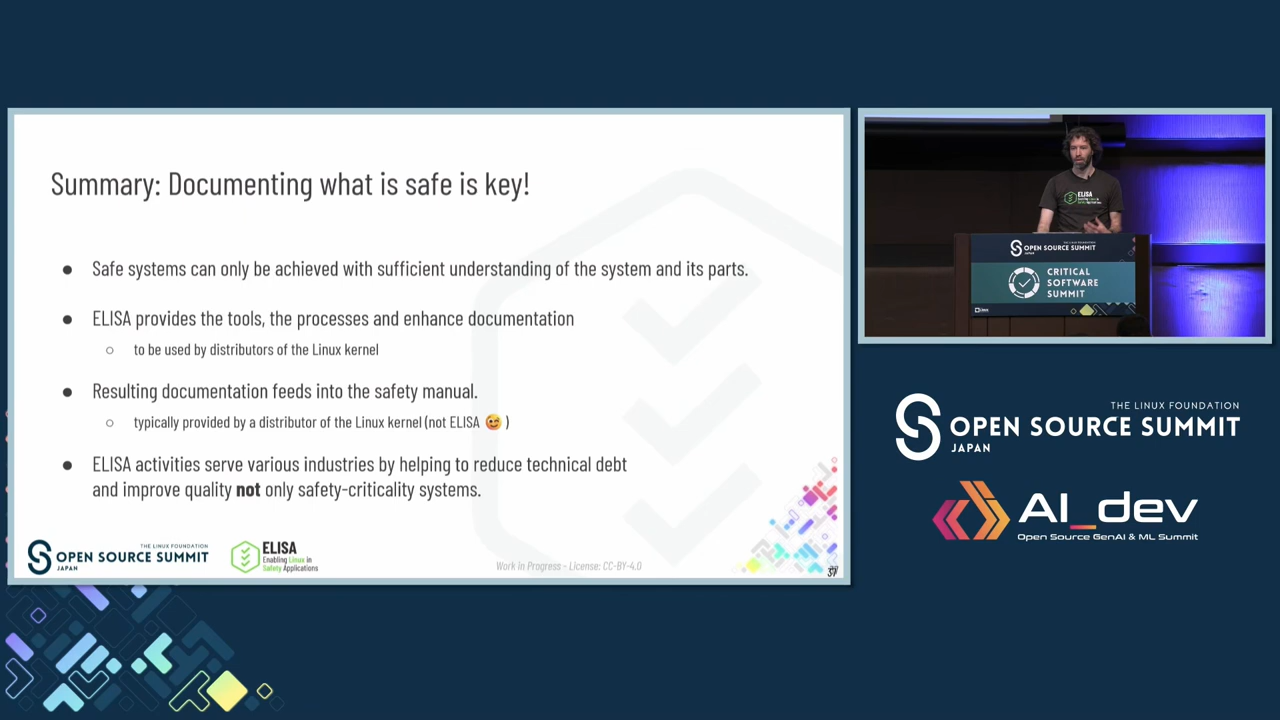 Summary: Documenting what is safe is key!
● Safe systems can only be achieved with sufficient understanding of the system and its parts.
● ELISA provides the tools, the processes and enhance documentation
○ to be used by distributors of the Linux kernel
● Resulting documentation feeds into the safety manual.
○ typically provided by a distributor of the Linux kernel (not ELISA 😉 )
● ELISA activities serve various industries by helping to reduce technical debt
and improve quality not only safety-criticality systems.
THE LINUX FOUNDATION
OPEN SOURCE SUMMIT
JAPAN
ELISA
Enabling Linux in
Safety Applications
Work in Progress - License: CC-BY-4.0
ELISA
OPEN SOURCE SUMMIT
CRITICAL
SOFTWARE
SUMMIT
THE LINUX FOUNDATION
OPEN SOURCE SUMMIT
JAPAN
AI_dev
Open Source GenAI & ML Summit